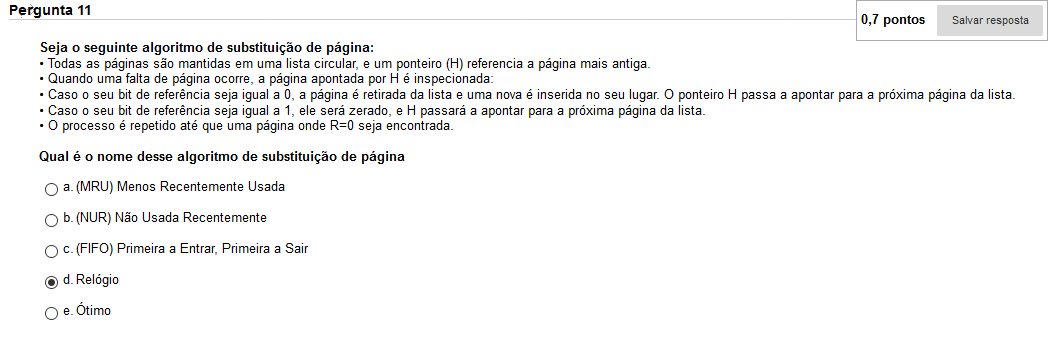 Pergunta 11
0,7 pontos
Salvar resposta
Seja o seguinte algoritmo de substituição de página:
• Todas as páginas são mantidas em uma lista circular, e um ponteiro (H) referencia a página mais antiga.
• Quando uma falta de página ocorre, a página apontada por H é inspecionada:
• Caso o seu bit de referência seja igual a 0, a página é retirada da lista e uma nova é inserida no seu lugar. O ponteiro H passa a apontar para a próxima página da lista.
• Caso o seu bit de referência seja igual a 1, ele será zerado, e H passará a apontar para a próxima página da lista.
• O processo é repetido até que uma página onde R=0 seja encontrada.
Qual é o nome desse algoritmo de substituição de página
a. (MRU) Menos Recentemente Usada
b. (NUR) Não Usada Recentemente
c. (FIFO) Primeira a Entrar, Primeira a Sair
d. Relógio
e. Ótimo